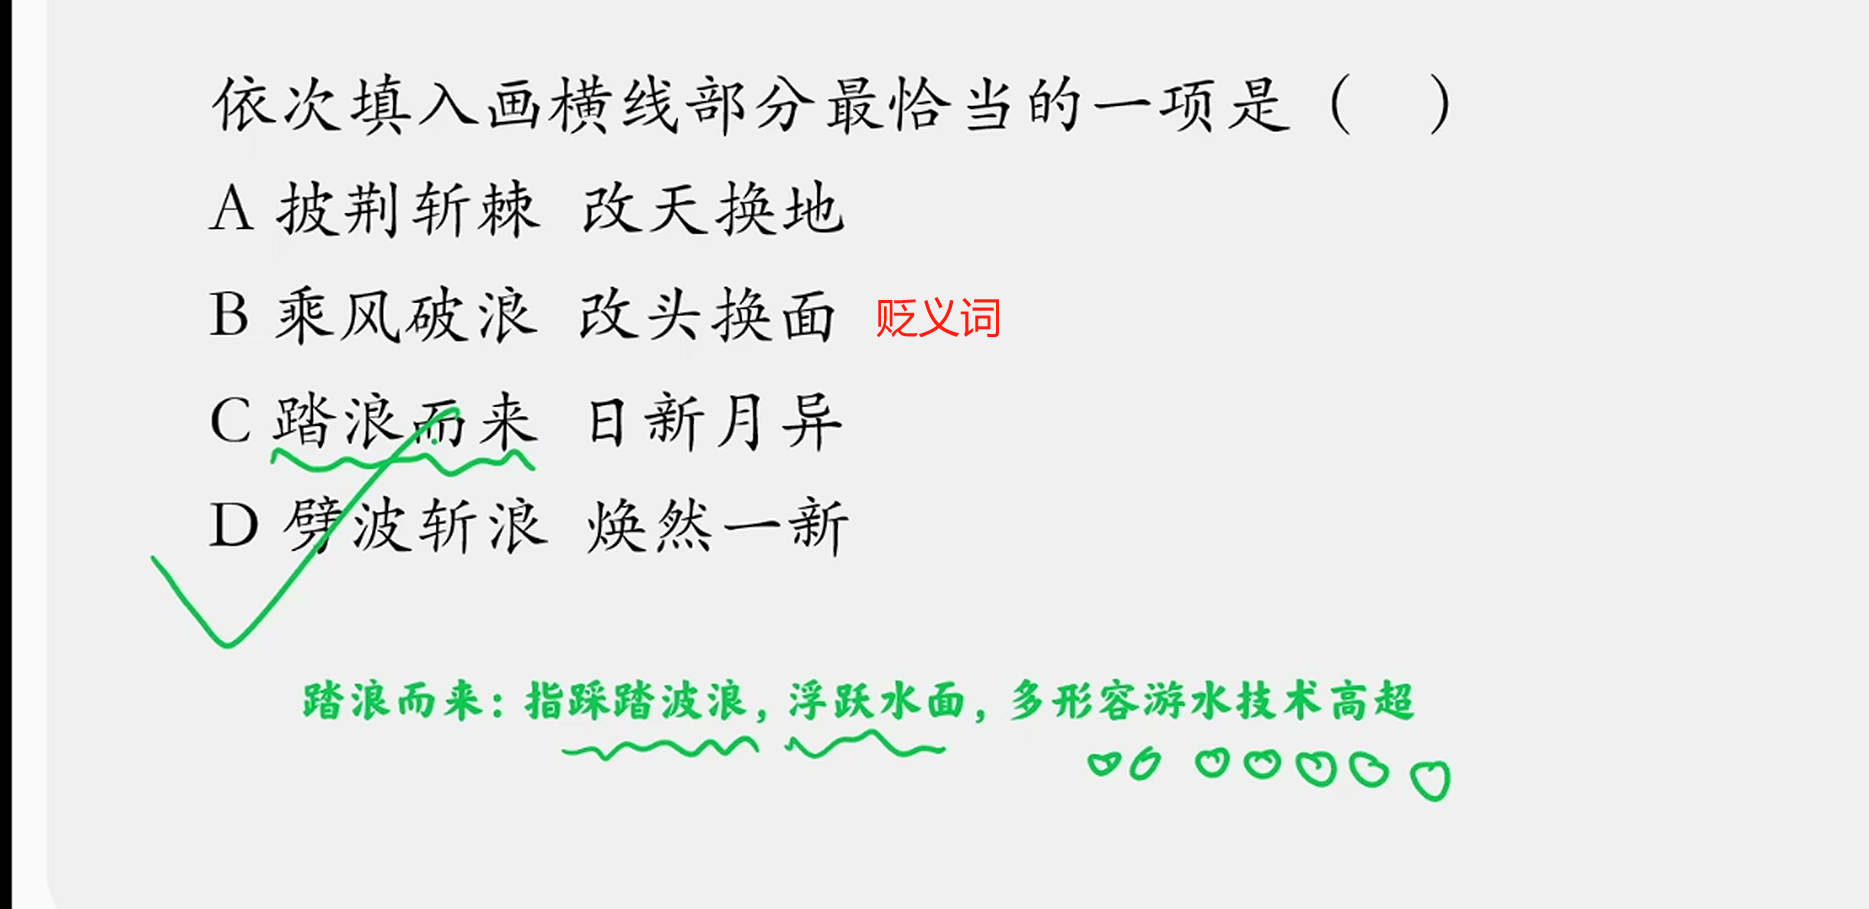 依次填入画横线部分最恰当的一项是（　）
A 披荆斩棘 改天换地
B 乘风破浪 改头换面 贬义词
C 踏浪而来 日新月异
D 劈波斩浪 焕然一新
踏浪而来：指踩踏波浪，浮跃水面，多形容游水技术高超